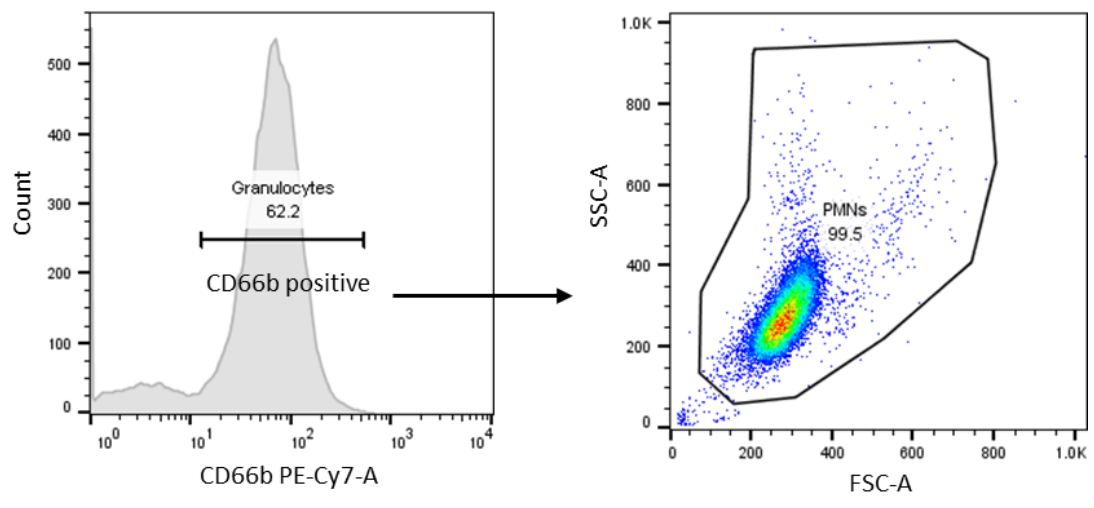 500
400
300
200
100
0
Count
Granulocytes
62.2
CD66b positive
10⁰ 10¹ 10² 10³ 10⁴
CD66b PE-Cy7-A
1.0K
800
600
400
200
0
SSC-A
PMNs
99.5
0 200 400 600 800 1.0K
FSC-A